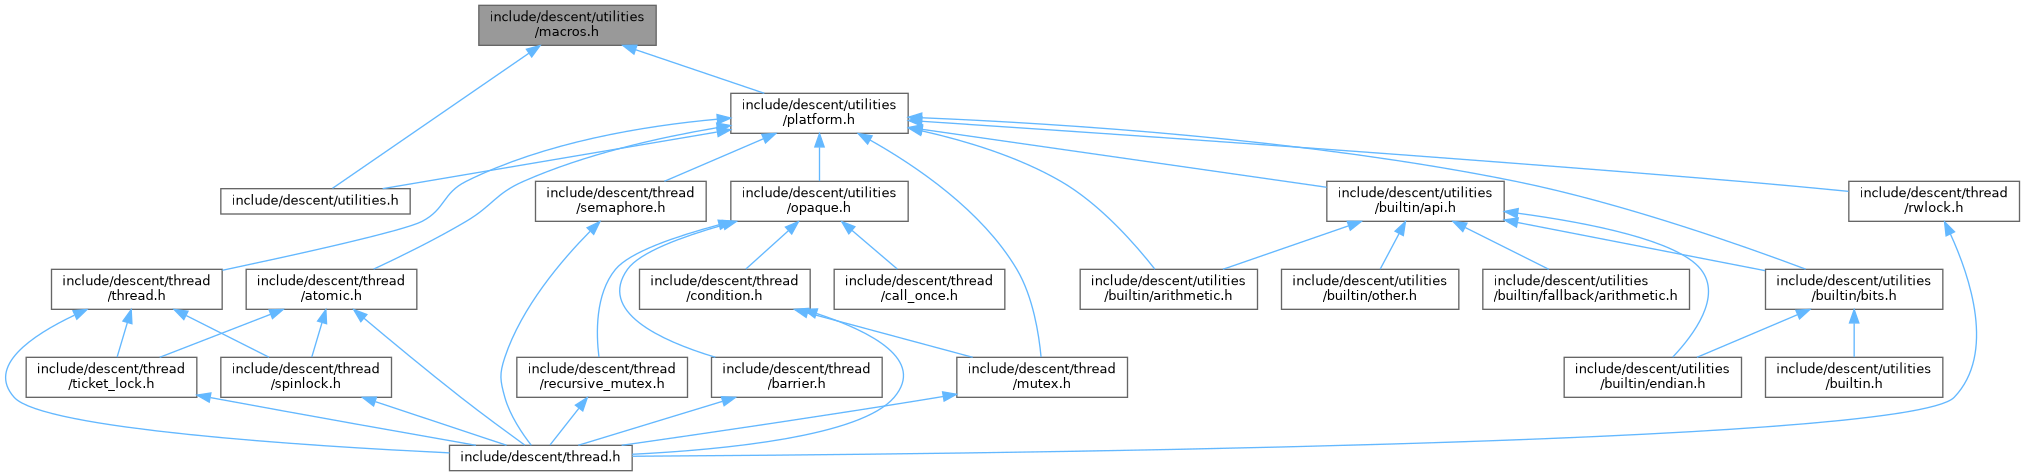 include/descent/utilities
/macros.h
include/descent/utilities
/platform.h
include/descent/utilities.h
include/descent/thread
/semaphore.h
include/descent/utilities
/opaque.h
include/descent/utilities
/builtin/api.h
include/descent/thread
/rwlock.h
include/descent/thread
/thread.h
include/descent/thread
/atomic.h
include/descent/thread
/condition.h
include/descent/thread
/call_once.h
include/descent/utilities
/builtin/arithmetic.h
include/descent/utilities
/builtin/other.h
include/descent/utilities
/builtin/fallback/arithmetic.h
include/descent/utilities
/builtin/bits.h
include/descent/thread
/ticket_lock.h
include/descent/thread
/spinlock.h
include/descent/thread
/recursive_mutex.h
include/descent/thread
/barrier.h
include/descent/thread
/mutex.h
include/descent/utilities
/builtin/endian.h
include/descent/utilities
/builtin.h
include/descent/thread.h